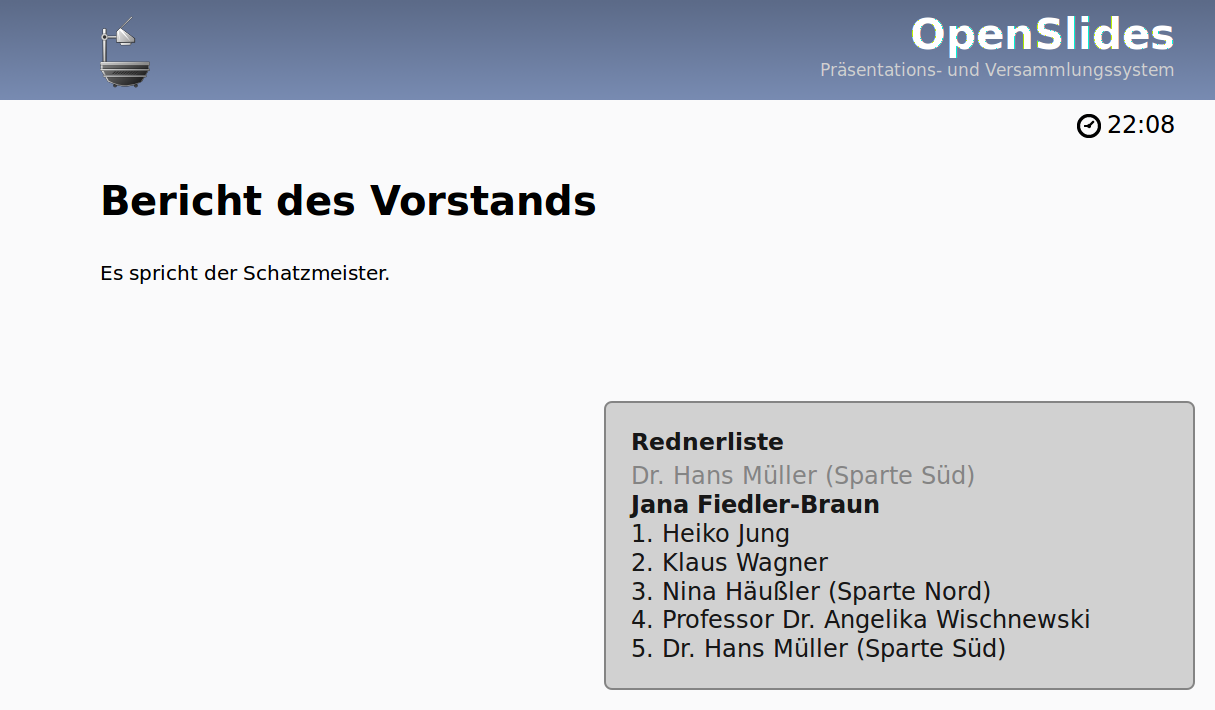 OpenSlides
Präsentations- und Versammlungssystem
22:08
Bericht des Vorstands
Es spricht der Schatzmeister.
Rednerliste
Dr. Hans Müller (Sparte Süd)
Jana Fiedler-Braun
1. Heiko Jung
2. Klaus Wagner
3. Nina Häußler (Sparte Nord)
4. Professor Dr. Angelika Wischnewski
5. Dr. Hans Müller (Sparte Süd)